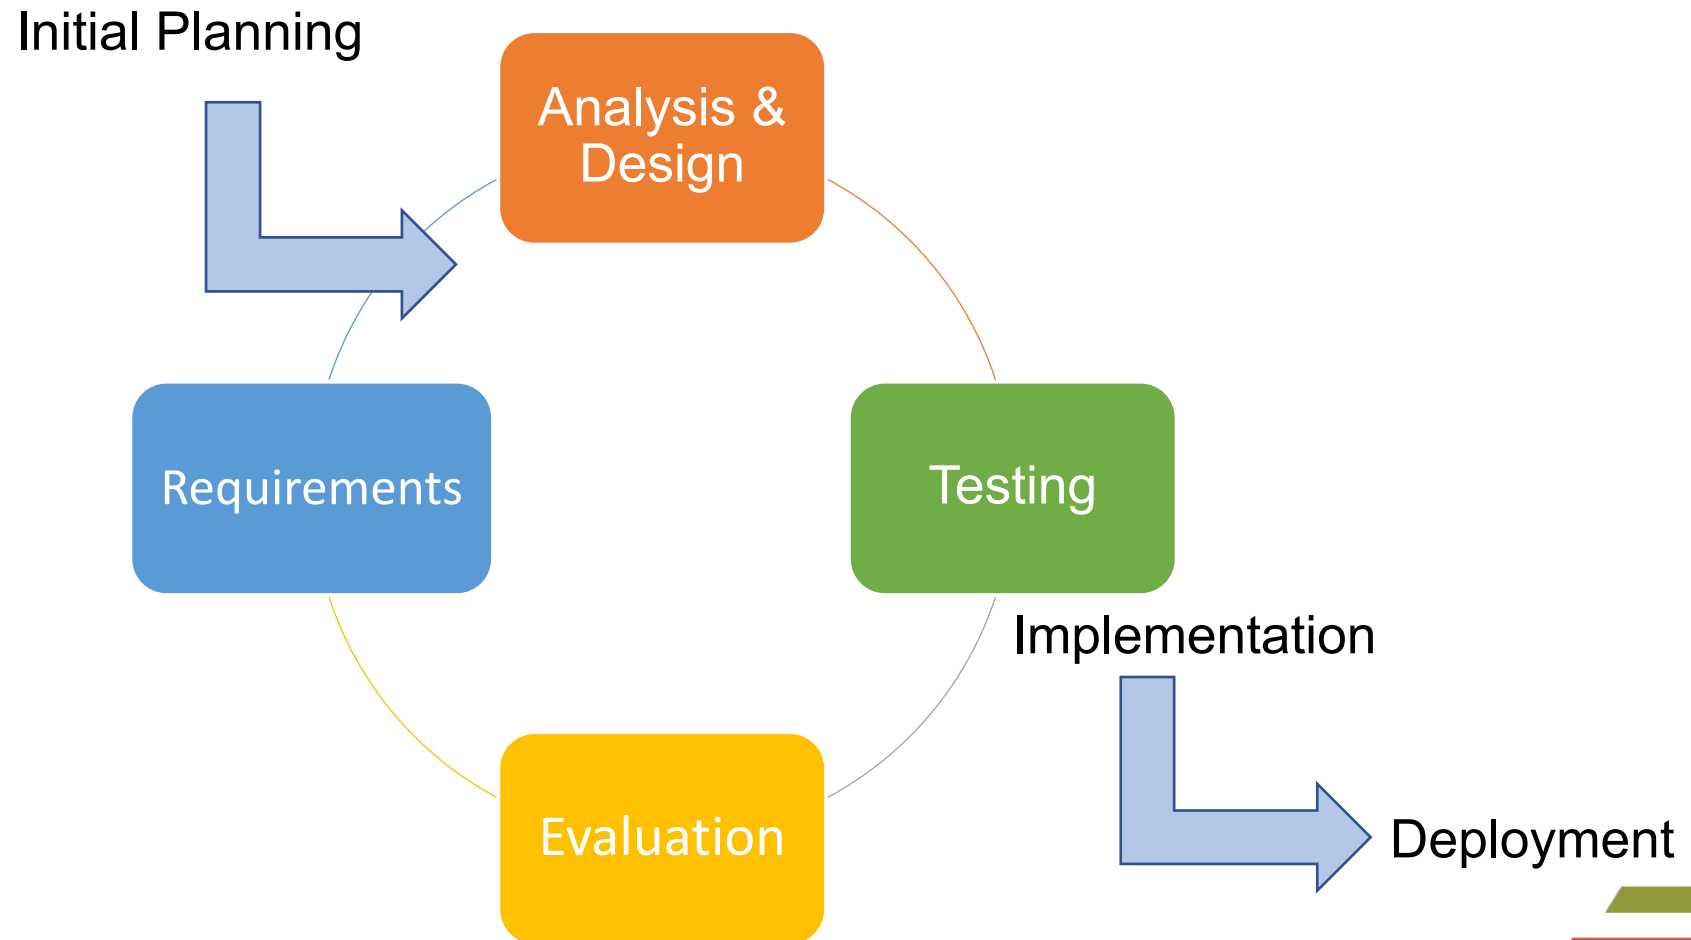 Initial Planning
Analysis &
Design
Requirements
Testing
Implementation
Evaluation
Deployment